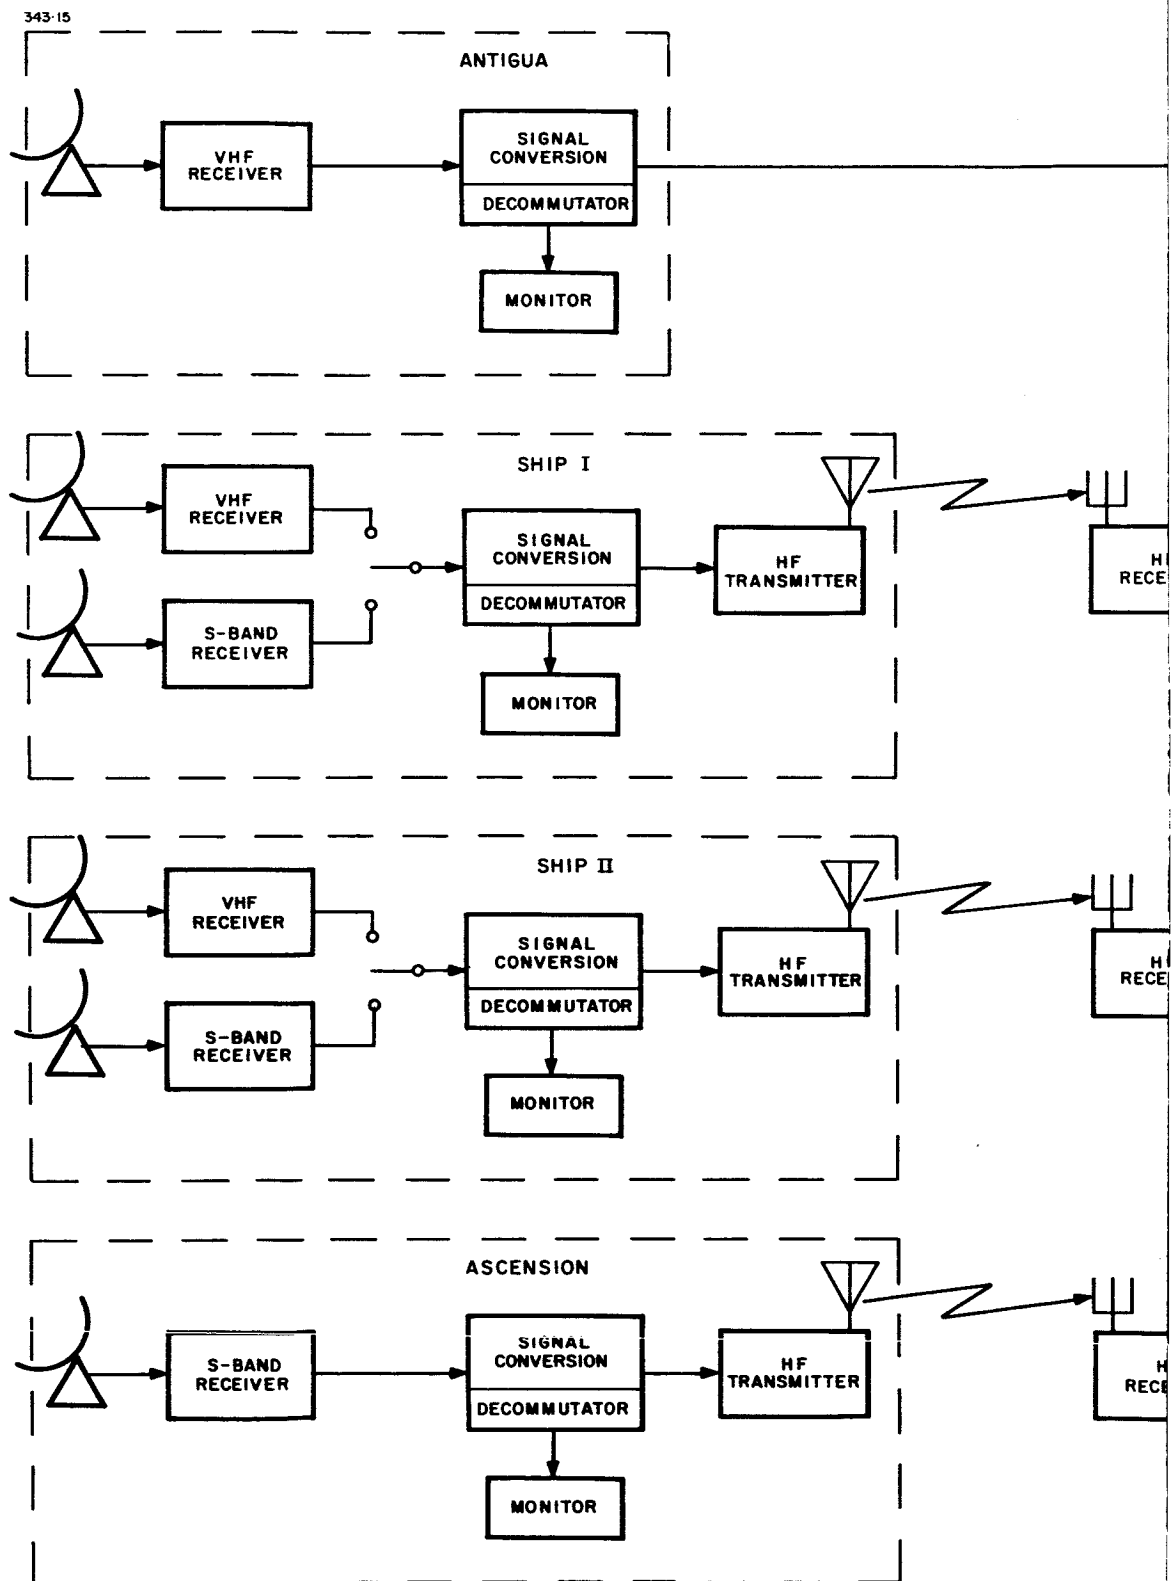 343-15
ANTIGUA
VHF
RECEIVER
SIGNAL
CONVERSION
DECOMMUTATOR
MONITOR
SHIP I
VHF
RECEIVER
S-BAND
RECEIVER
SIGNAL
CONVERSION
DECOMMUTATOR
MONITOR
HF
TRANSMITTER
SHIP II
VHF
RECEIVER
S-BAND
RECEIVER
SIGNAL
CONVERSION
DECOMMUTATOR
MONITOR
HF
TRANSMITTER
ASCENSION
S-BAND
RECEIVER
SIGNAL
CONVERSION
DECOMMUTATOR
MONITOR
HF
TRANSMITTER